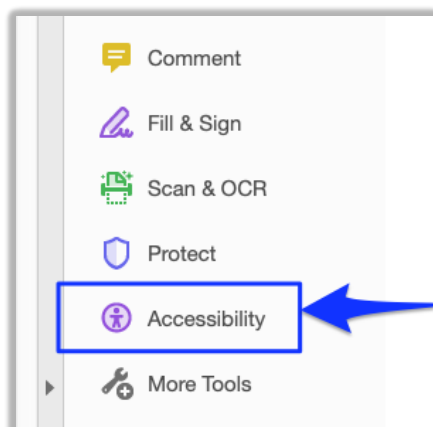 Comment
Fill & Sign
Scan & OCR
Protect
Accessibility
More Tools